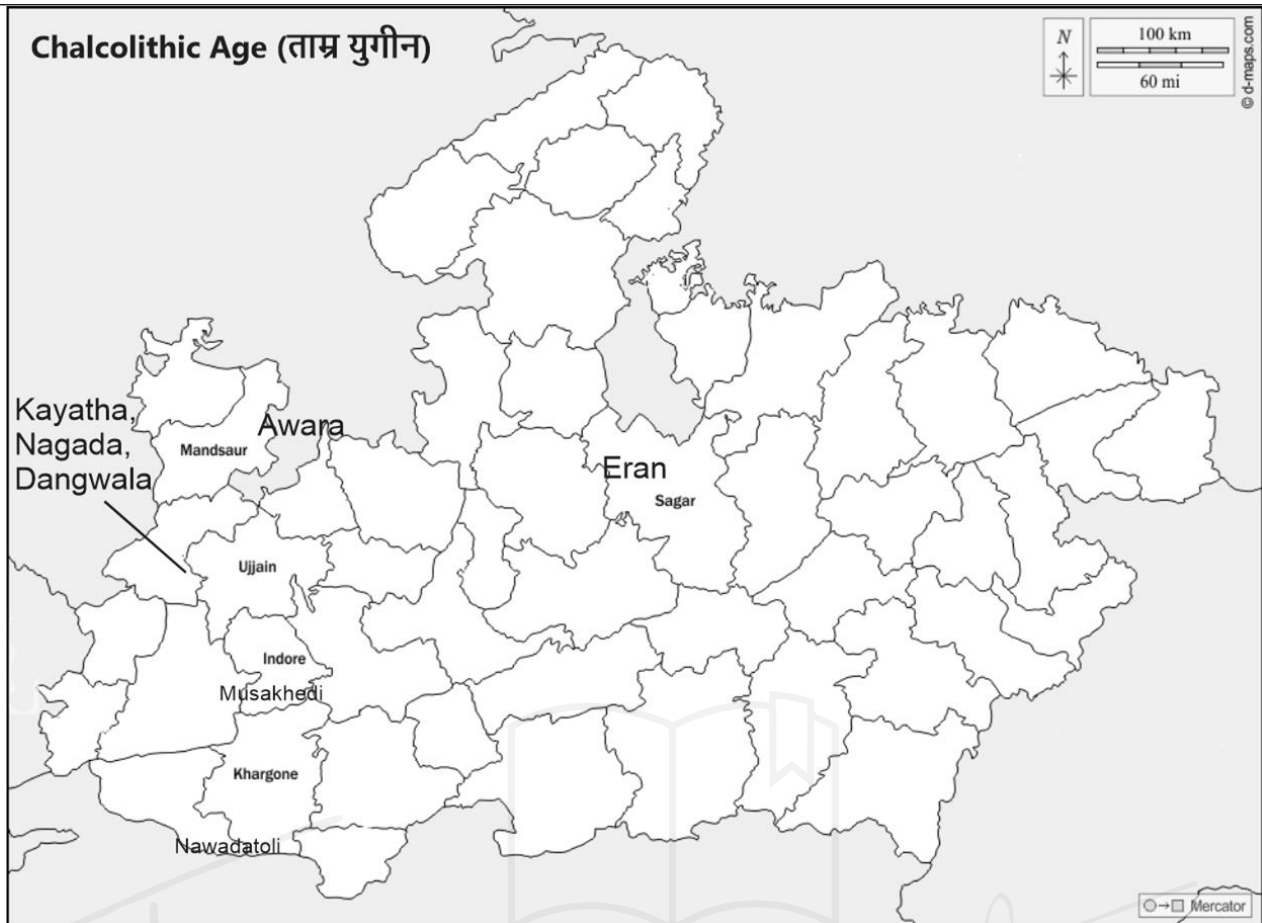 Chalcolithic Age (ताम्र युगीन)
N
100 km
60 mi
© d-maps.com
Kayatha,
Nagada,
Dangwala
Awara
Mandsaur
Eran
Sagar
Ujjain
Indore
Musakhedi
Khargone
Nawadatoli
Mercator